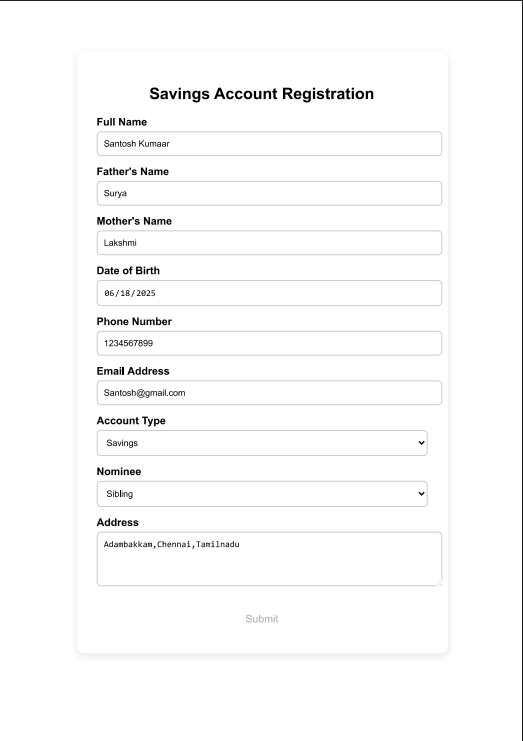 Savings Account Registration
Full Name
Santosh Kumaar
Father's Name
Surya
Mother's Name
Lakshmi
Date of Birth
06/18/2025
Phone Number
1234567899
Email Address
Santosh@gmail.com
Account Type
Savings
Nominee
Sibling
Address
Adambakkam,Chennai,Tamilnadu
Submit